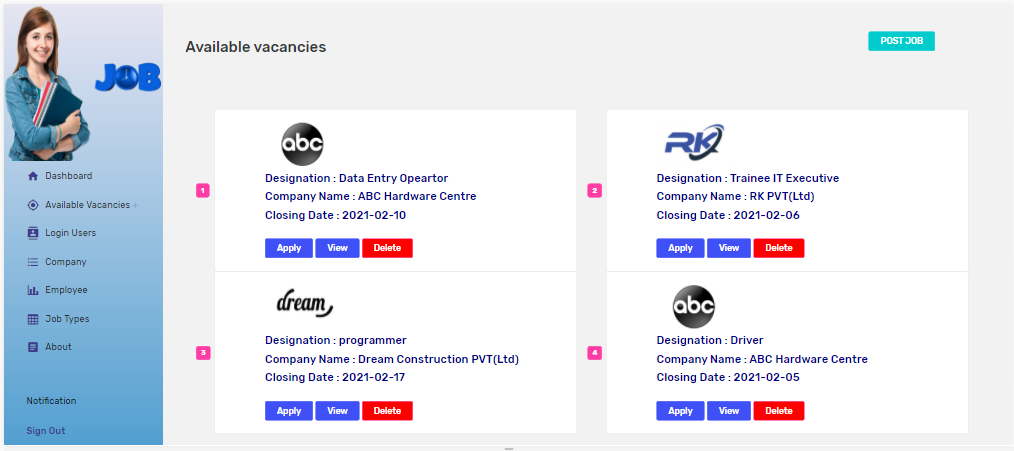 JOB
Dashboard
Available Vacancies +
Login Users
Company
Employee
Job Types
About
Notification
Sign Out
Available vacancies
POST JOB
1
abc
Designation : Data Entry Opeartor
Company Name : ABC Hardware Centre
Closing Date : 2021-02-10
Apply View Delete
2
RK
Designation : Trainee IT Executive
Company Name : RK PVT(Ltd)
Closing Date : 2021-02-06
Apply View Delete
3
dream
Designation : programmer
Company Name : Dream Construction PVT(Ltd)
Closing Date : 2021-02-17
Apply View Delete
4
abc
Designation : Driver
Company Name : ABC Hardware Centre
Closing Date : 2021-02-05
Apply View Delete